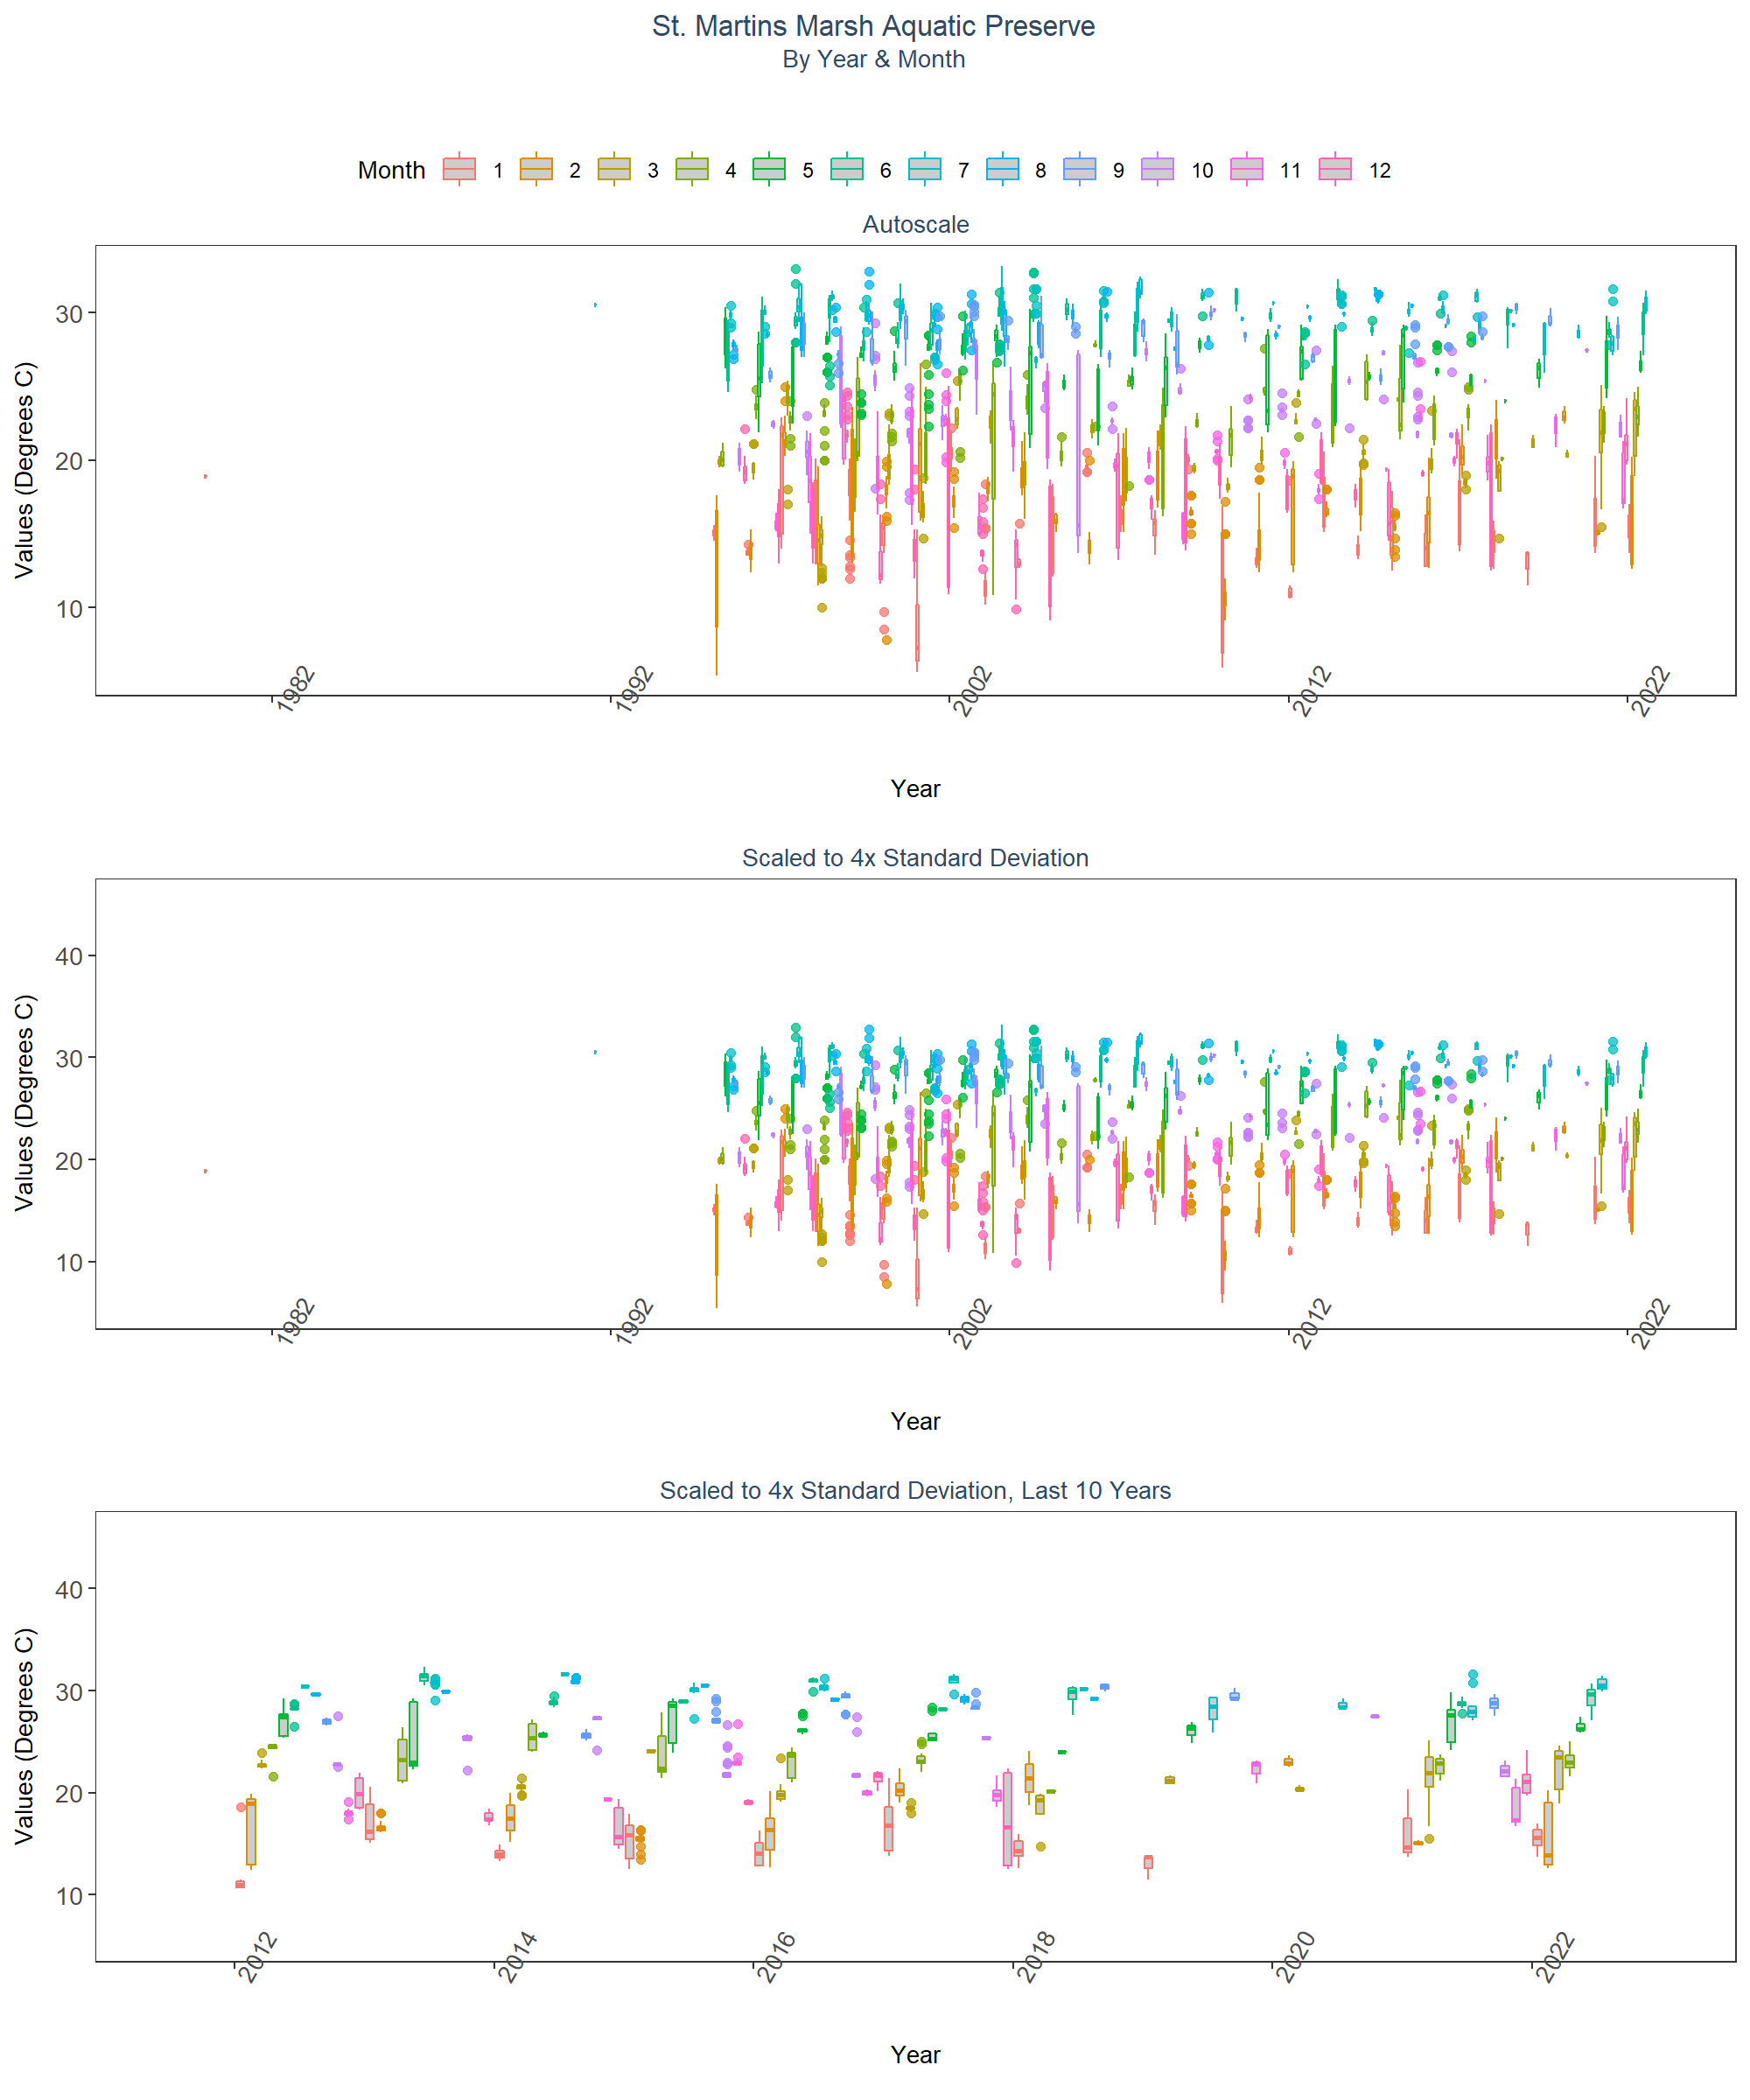 St. Martins Marsh Aquatic Preserve
By Year & Month
Month 1 2 3 4 5 6 7 8 9 10 11 12
Autoscale
Values (Degrees C)
30
20
10
1982 1992 2002 2012 2022
Year
Scaled to 4x Standard Deviation
Values (Degrees C)
40
30
20
10
1982 1992 2002 2012 2022
Year
Scaled to 4x Standard Deviation, Last 10 Years
Values (Degrees C)
40
30
20
10
2012 2014 2016 2018 2020 2022
Year